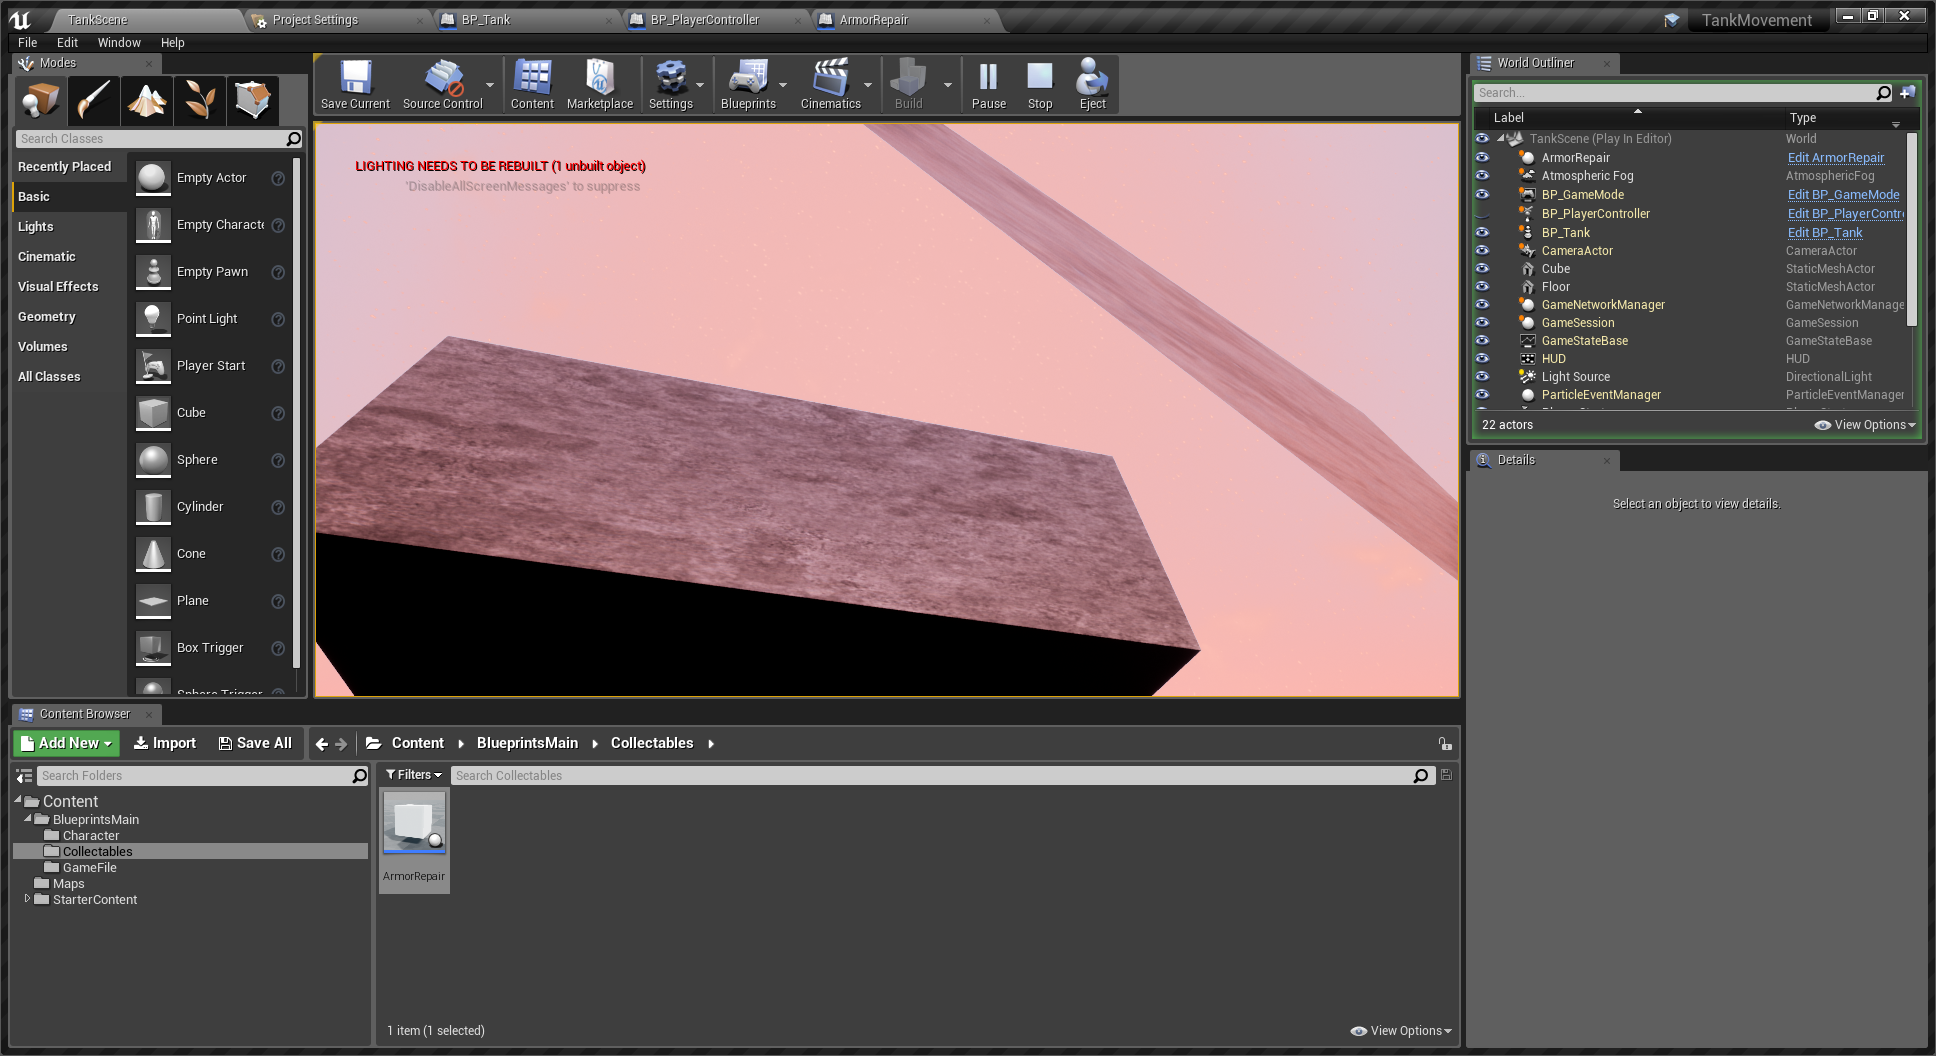 TankScene
Project Settings
BP_Tank
BP_PlayerController
ArmorRepair
TankMovement
File Edit Window Help
Modes
Search Classes
Recently Placed
Basic
Lights
Cinematic
Visual Effects
Geometry
Volumes
All Classes
Empty Actor
Empty Characte
Empty Pawn
Point Light
Player Start
Cube
Sphere
Cylinder
Cone
Plane
Box Trigger
Sphere Trigger
Save Current
Source Control
Content
Marketplace
Settings
Blueprints
Cinematics
Build
Pause
Stop
Eject
LIGHTING NEEDS TO BE REBUILT (1 unbuilt object)
'DisableAllScreenMessages' to suppress
World Outliner
Search...
Label Type
TankScene (Play In Editor) World
ArmorRepair Edit ArmorRepair
Atmospheric Fog AtmosphericFog
BP_GameMode Edit BP_GameMode
BP_PlayerController Edit BP_PlayerContr
BP_Tank Edit BP_Tank
CameraActor CameraActor
Cube StaticMeshActor
Floor StaticMeshActor
GameNetworkManager GameNetworkManage
GameSession GameSession
GameStateBase GameStateBase
HUD HUD
Light Source DirectionalLight
ParticleEventManager ParticleEventManager
22 actors
View Options
Details
Select an object to view details.
Content Browser
Add New Import Save All Content BlueprintsMain Collectables
Search Folders
Content
BlueprintsMain
Character
Collectables
GameFile
Maps
StarterContent
Filters
Search Collectables
ArmorRepair
1 item (1 selected)
View Options